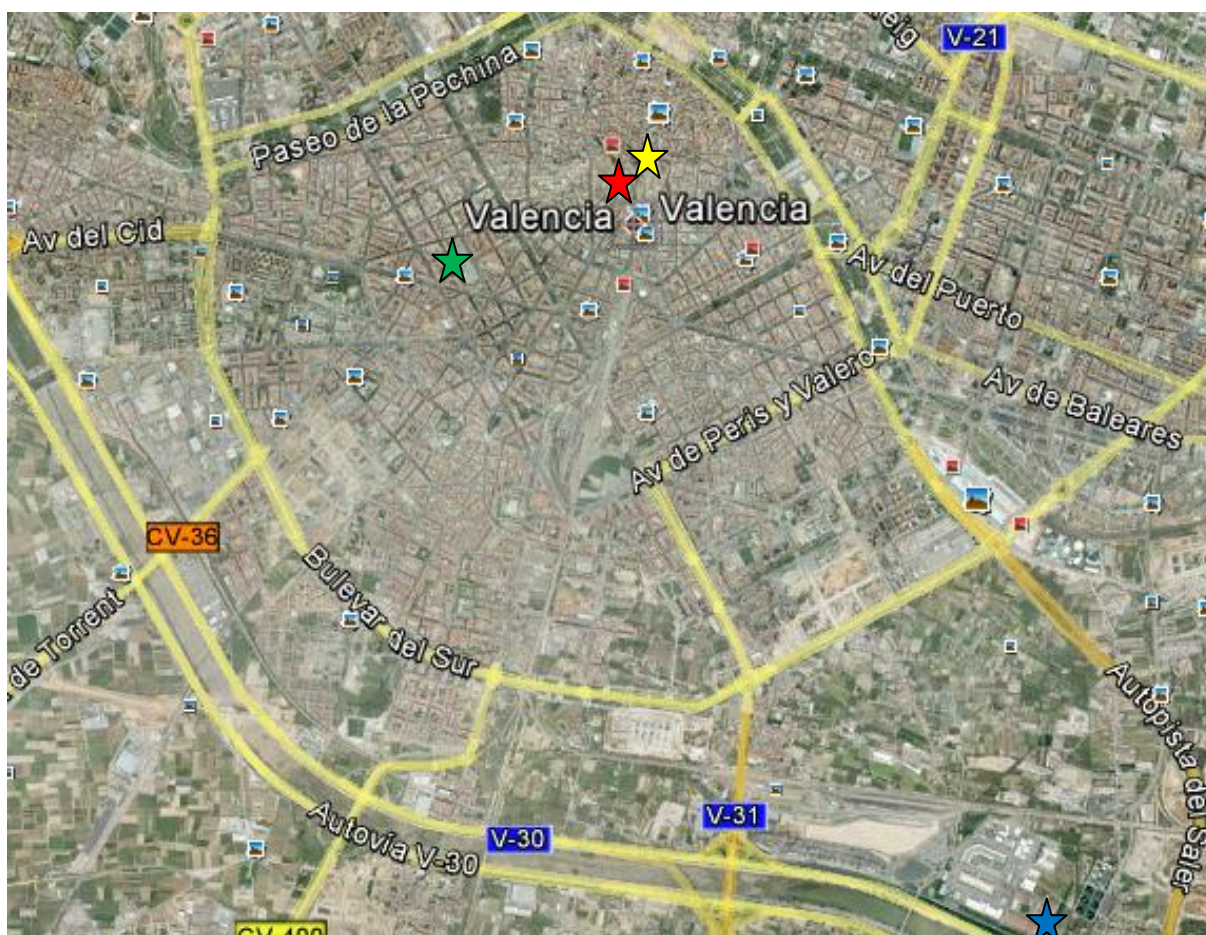 eig
V-21
Paseo de la Pechina
Valencia
Valencia
Av del Cid
Av del Puerto
Av de Baleares
Av de Peris y Valero
CV-36
Bulevar del Sur
de Torrent
Autopista del Saler
V-31
V-30
Autovía V-30